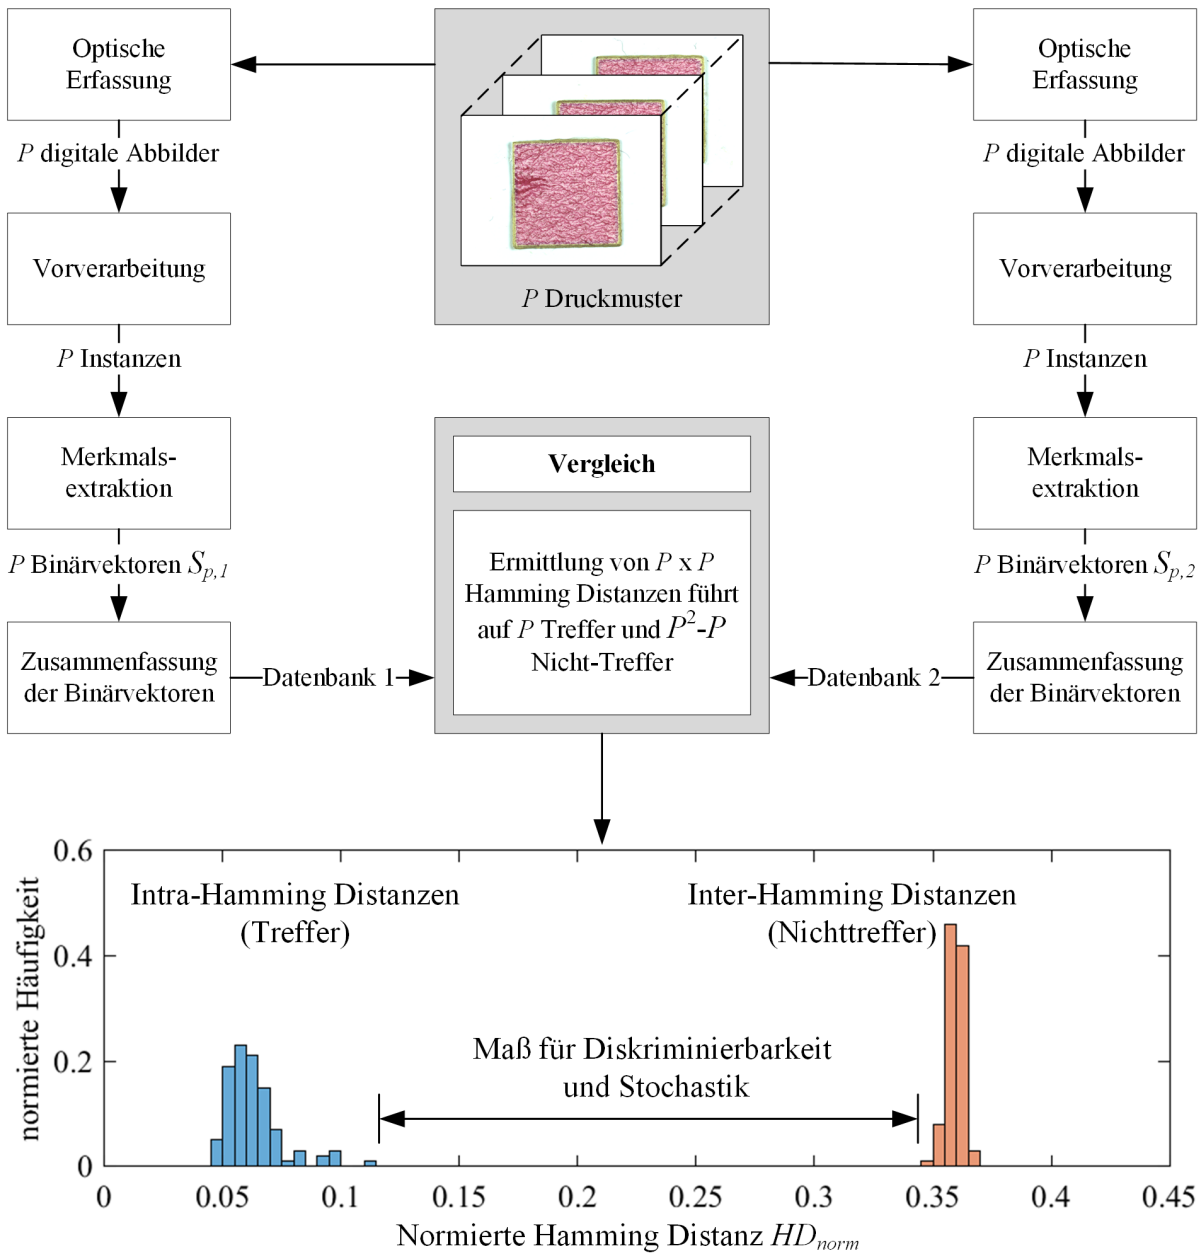 Optische
Erfassung
P digitale Abbilder
Vorverarbeitung
P Instanzen
Merkmals-
extraktion
P Binärvektoren Sp,1
Zusammenfassung
der Binärvektoren
Datenbank 1
P Druckmuster
Vergleich
Ermittlung von P x P
Hamming Distanzen führt
auf P Treffer und P²-P
Nicht-Treffer
Optische
Erfassung
P digitale Abbilder
Vorverarbeitung
P Instanzen
Merkmals-
extraktion
P Binärvektoren Sp,2
Zusammenfassung
der Binärvektoren
Datenbank 2
normierte Häufigkeit
0.6
0.4
0.2
0
Intra-Hamming Distanzen
(Treffer)
Inter-Hamming Distanzen
(Nichttreffer)
Maß für Diskriminierbarkeit
und Stochastik
0 0.05 0.1 0.15 0.2 0.25 0.3 0.35 0.4 0.45
Normierte Hamming Distanz HDnorm